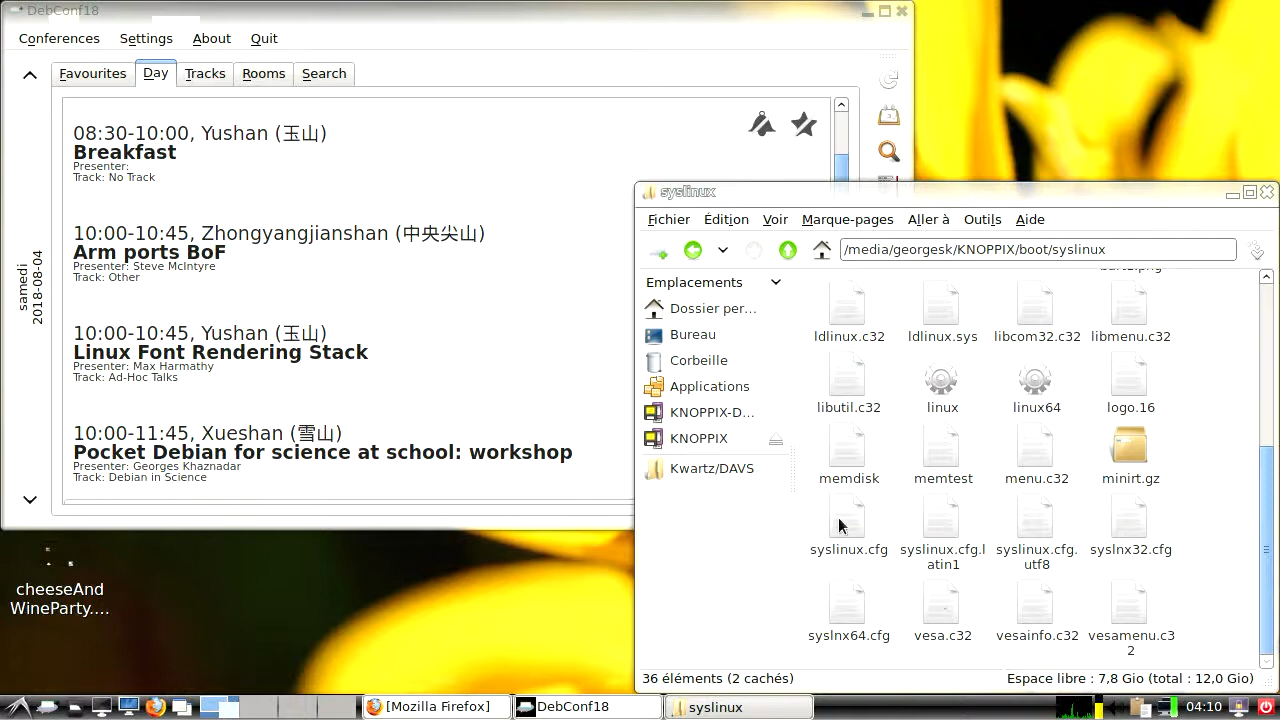 * DebConf18
Conferences Settings About Quit
Favourites Day Tracks Rooms Search
samedi
2018-08-04
08:30-10:00, Yushan (玉山)
Breakfast
Presenter:
Track: No Track
10:00-10:45, Zhongyangjianshan (中央尖山)
Arm ports BoF
Presenter: Steve McIntyre
Track: Other
10:00-10:45, Yushan (玉山)
Linux Font Rendering Stack
Presenter: Max Harmathy
Track: Ad-Hoc Talks
10:00-11:45, Xueshan (雪山)
Pocket Debian for science at school: workshop
Presenter: Georges Khaznadar
Track: Debian in Science
cheeseAnd
WineParty....
syslinux
Fichier Édition Voir Marque-pages Aller à Outils Aide
/media/georgesk/KNOPPIX/boot/syslinux
Emplacements
Dossier per...
Bureau
Corbeille
Applications
KNOPPIX-D...
KNOPPIX
Kwartz/DAVS
ldlinux.c32 ldlinux.sys libcom32.c32 libmenu.c32
libutil.c32 linux linux64 logo.16
memdisk memtest menu.c32 minirt.gz
syslinux.cfg syslinux.cfg.l syslinux.cfg. syslnx32.cfg
atin1 utf8
syslnx64.cfg vesa.c32 vesainfo.c32 vesamenu.c3
2
36 éléments (2 cachés) Espace libre : 7,8 Gio (total : 12,0 Gio)
[Mozilla Firefox] DebConf18 syslinux 04:10